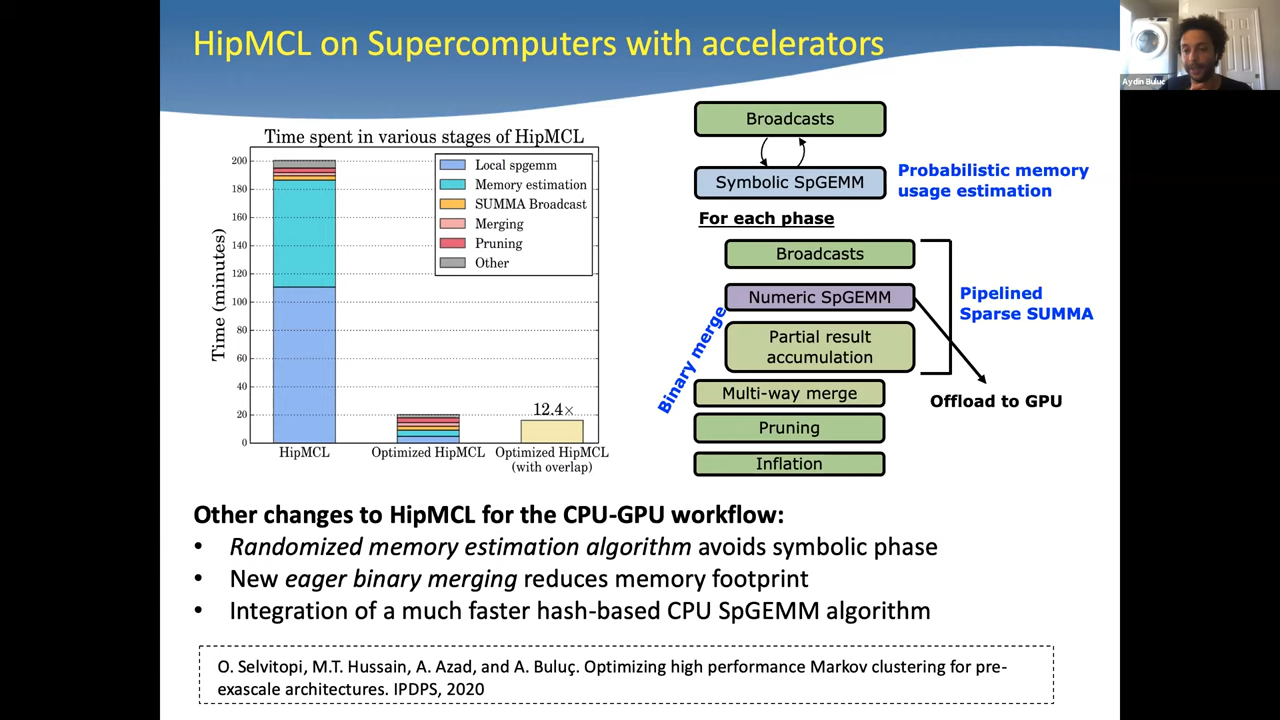 HipMCL on Supercomputers with accelerators
Aydin Buluc
Time spent in various stages of HipMCL
Time (minutes)
200
180
160
140
120
100
80
60
40
20
0
Local spgemm
Memory estimation
SUMMA Broadcast
Merging
Pruning
Other
12.4×
HipMCL
Optimized HipMCL
Optimized HipMCL
(with overlap)
Broadcasts
Symbolic SpGEMM
Probabilistic memory
usage estimation
For each phase
Broadcasts
Numeric SpGEMM
Pipelined
Sparse SUMMA
Partial result
accumulation
Binary merge
Multi-way merge
Offload to GPU
Pruning
Inflation
Other changes to HipMCL for the CPU-GPU workflow:
• Randomized memory estimation algorithm avoids symbolic phase
• New eager binary merging reduces memory footprint
• Integration of a much faster hash-based CPU SpGEMM algorithm
O. Selvitopi, M.T. Hussain, A. Azad, and A. Buluç. Optimizing high performance Markov clustering for pre-
exascale architectures. IPDPS, 2020